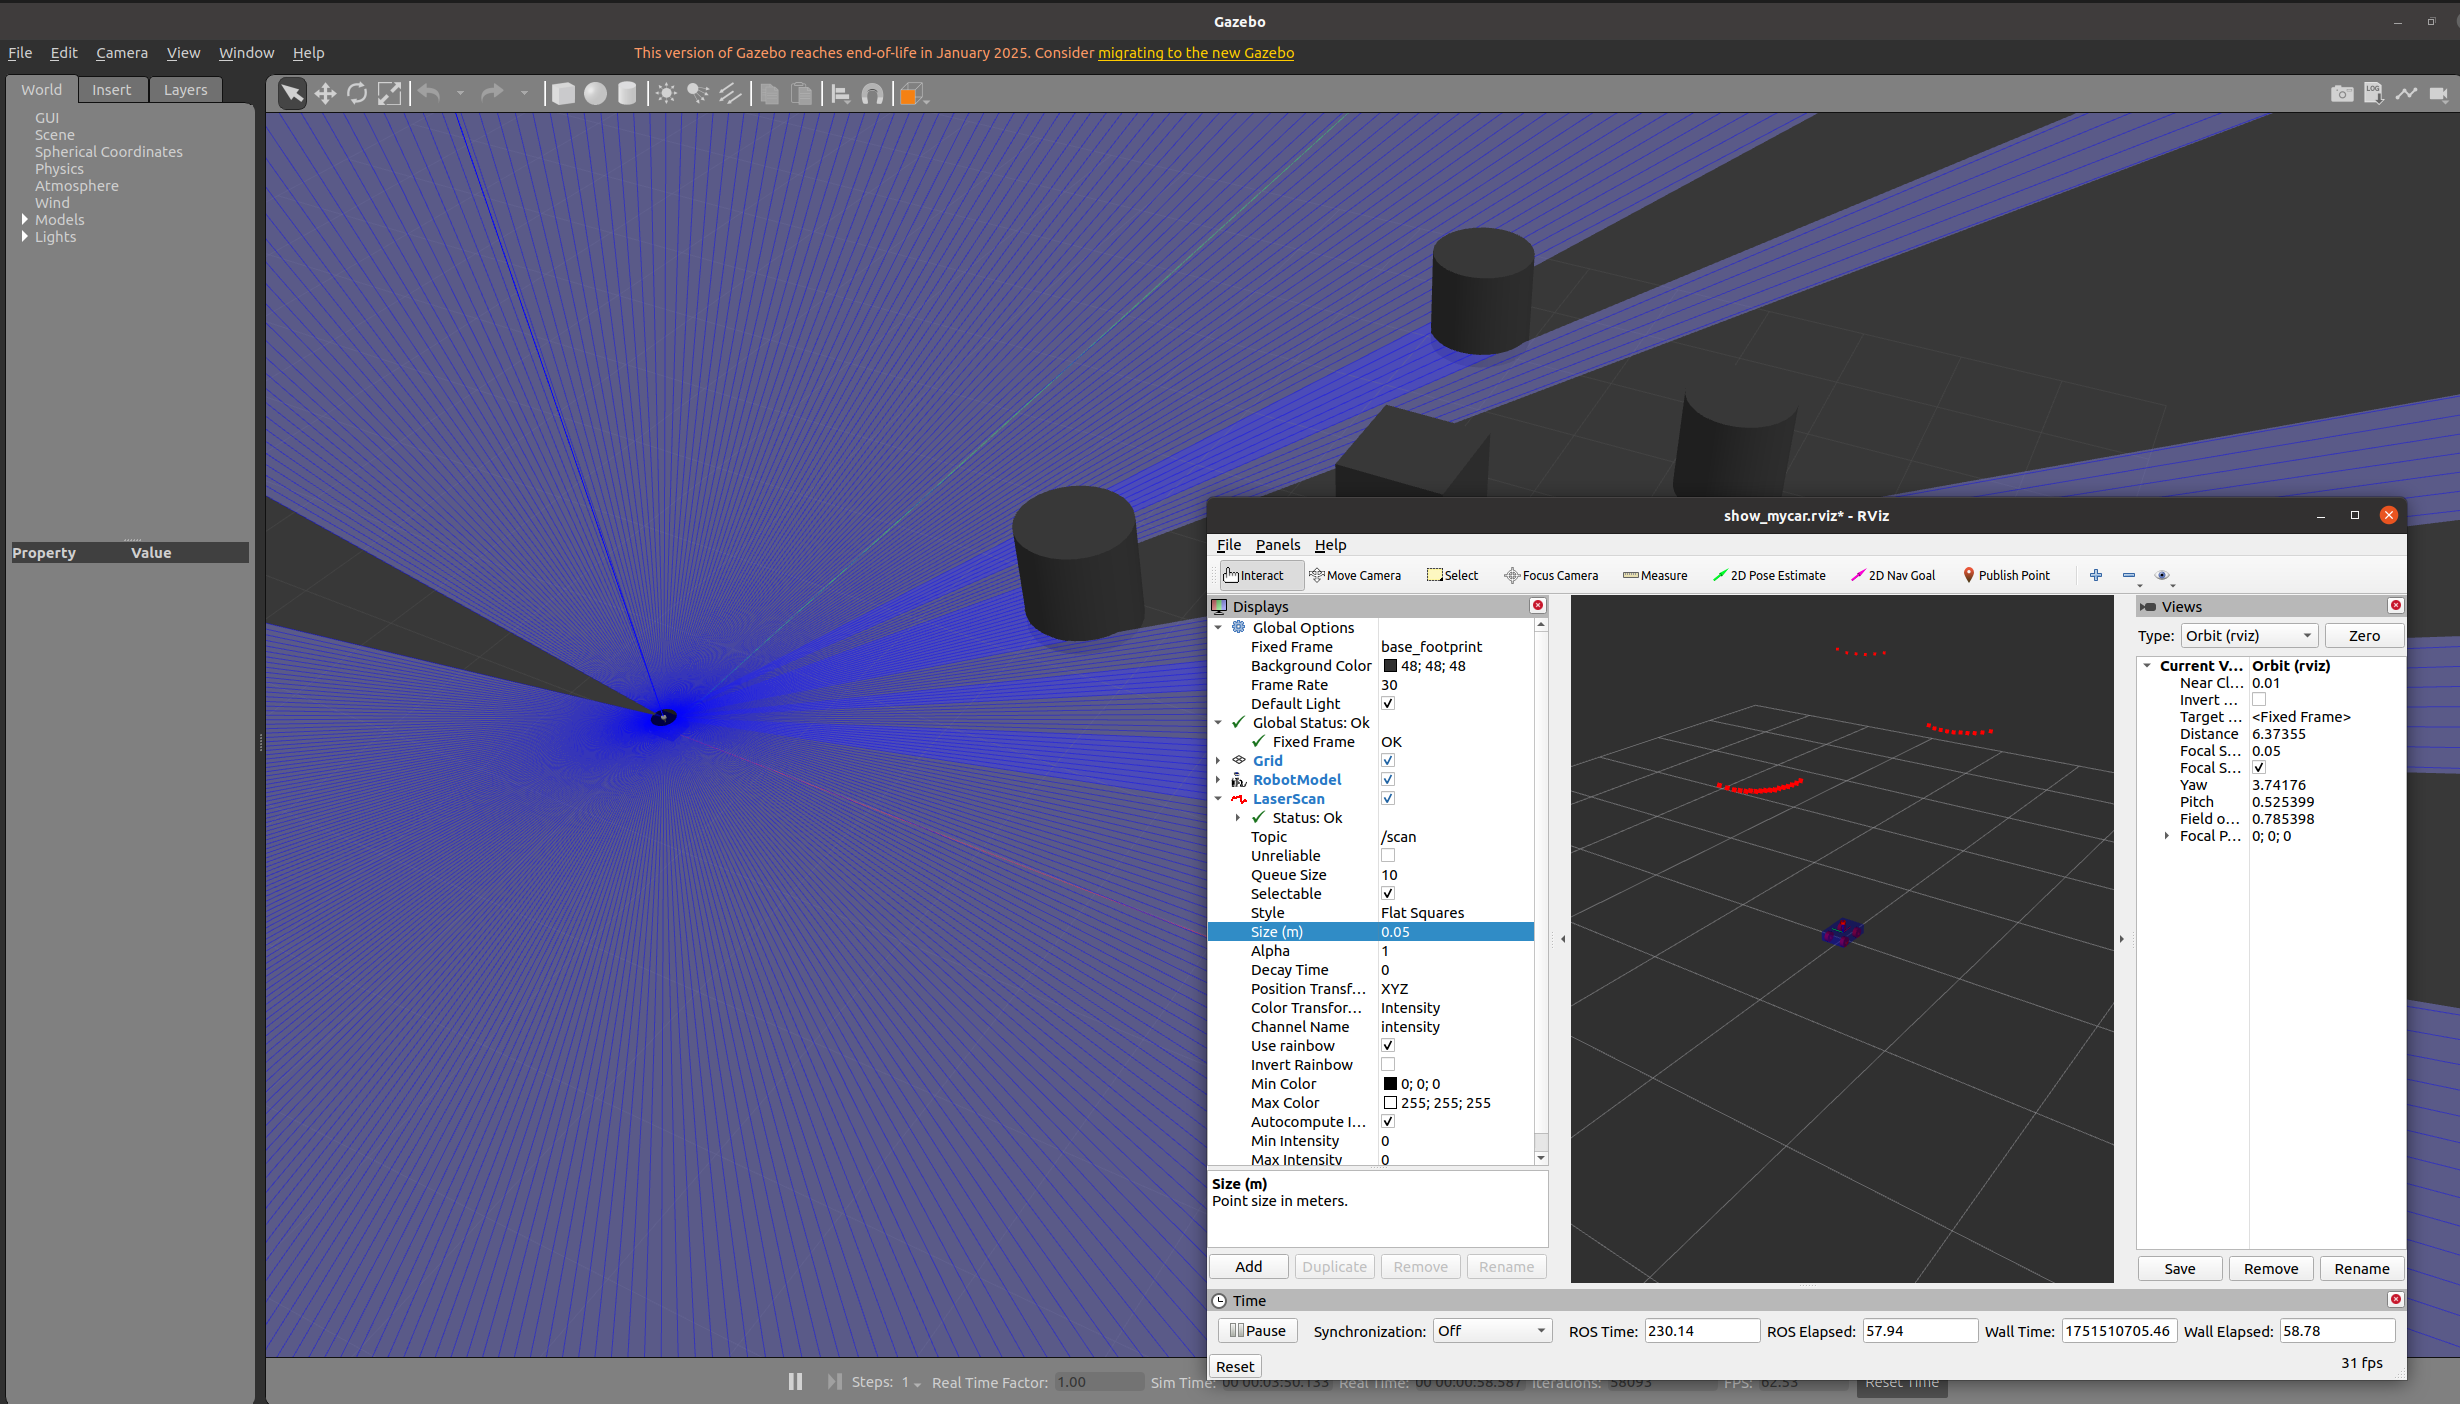 Gazebo
File Edit Camera View Window Help
This version of Gazebo reaches end-of-life in January 2025. Consider migrating to the new Gazebo
World Insert Layers
LOG
GUI
Scene
Spherical Coordinates
Physics
Atmosphere
Wind
Models
Lights
Property Value
show_mycar.rviz* - RViz
File Panels Help
Interact Move Camera Select Focus Camera Measure 2D Pose Estimate 2D Nav Goal Publish Point
Displays
Global Options
Fixed Frame base_footprint
Background Color 48; 48; 48
Frame Rate 30
Default Light
Global Status: Ok
Fixed Frame OK
Grid
RobotModel
LaserScan
Status: Ok
Topic /scan
Unreliable
Queue Size 10
Selectable
Style Flat Squares
Size (m) 0.05
Alpha 1
Decay Time 0
Position Transf... XYZ
Color Transfor... Intensity
Channel Name intensity
Use rainbow
Invert Rainbow
Min Color 0; 0; 0
Max Color 255; 255; 255
Autocompute I...
Min Intensity 0
Max Intensity 0
Size (m)
Point size in meters.
Add Duplicate Remove Rename
Views
Type: Orbit (rviz) Zero
Current V... Orbit (rviz)
Near Cl... 0.01
Invert ...
Target ... <Fixed Frame>
Distance 6.37355
Focal S... 0.05
Focal S...
Yaw 3.74176
Pitch 0.525399
Field o... 0.785398
Focal P... 0; 0; 0
Save Remove Rename
Time
Pause Synchronization: Off ROS Time: 230.14 ROS Elapsed: 57.94 Wall Time: 1751510705.46 Wall Elapsed: 58.78
Reset 31 fps
Steps: 1 Real Time Factor: 1.00 Sim Time: 00 00:03:50.133 Real Time: 00 00:00:58.587 Iterations: 58093 FPS: 62.53 Reset Time